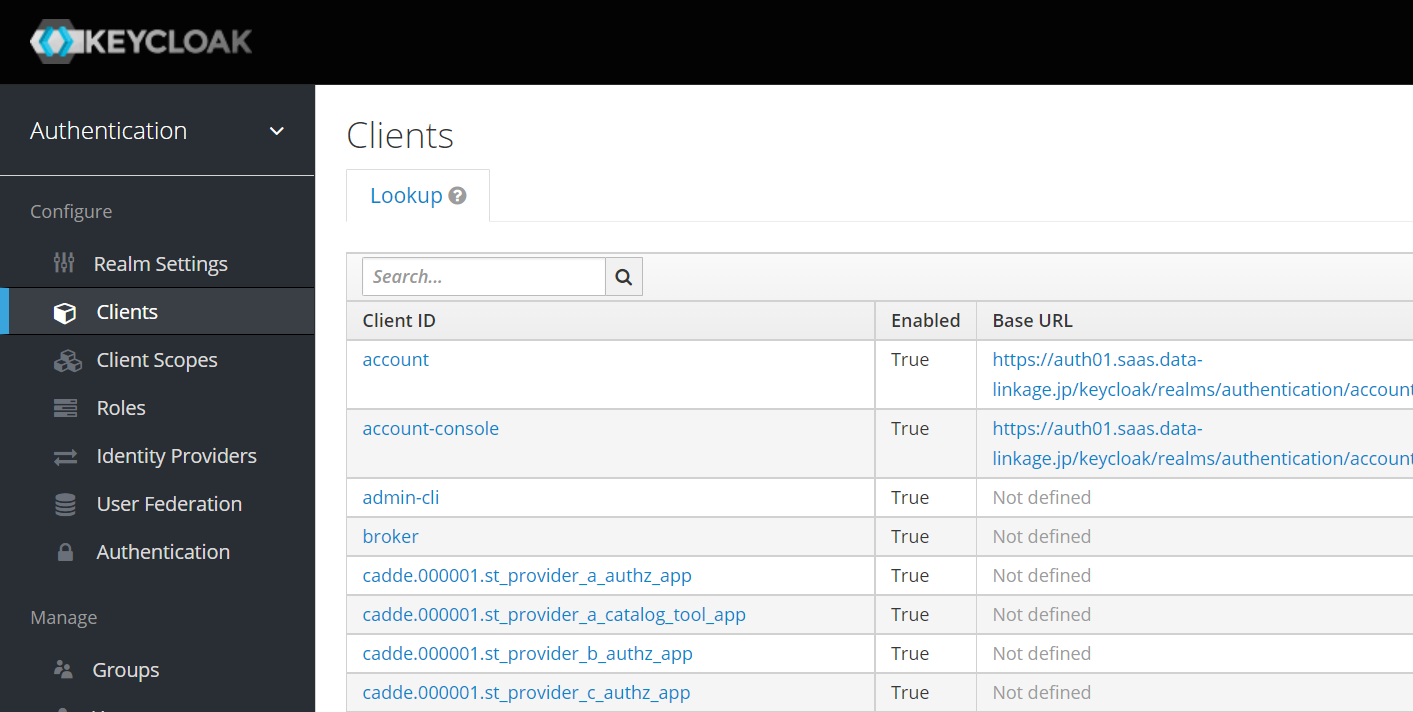 KEYCLOAK
Authentication
Configure
Realm Settings
Clients
Client Scopes
Roles
Identity Providers
User Federation
Authentication
Manage
Groups
Clients
Lookup
Search...
Client ID Enabled Base URL
account True https://auth01.saas.data-
linkage.jp/keycloak/realms/authentication/account
account-console True https://auth01.saas.data-
linkage.jp/keycloak/realms/authentication/account
admin-cli True Not defined
broker True Not defined
cadde.000001.st_provider_a_authz_app True Not defined
cadde.000001.st_provider_a_catalog_tool_app True Not defined
cadde.000001.st_provider_b_authz_app True Not defined
cadde.000001.st_provider_c_authz_app True Not defined